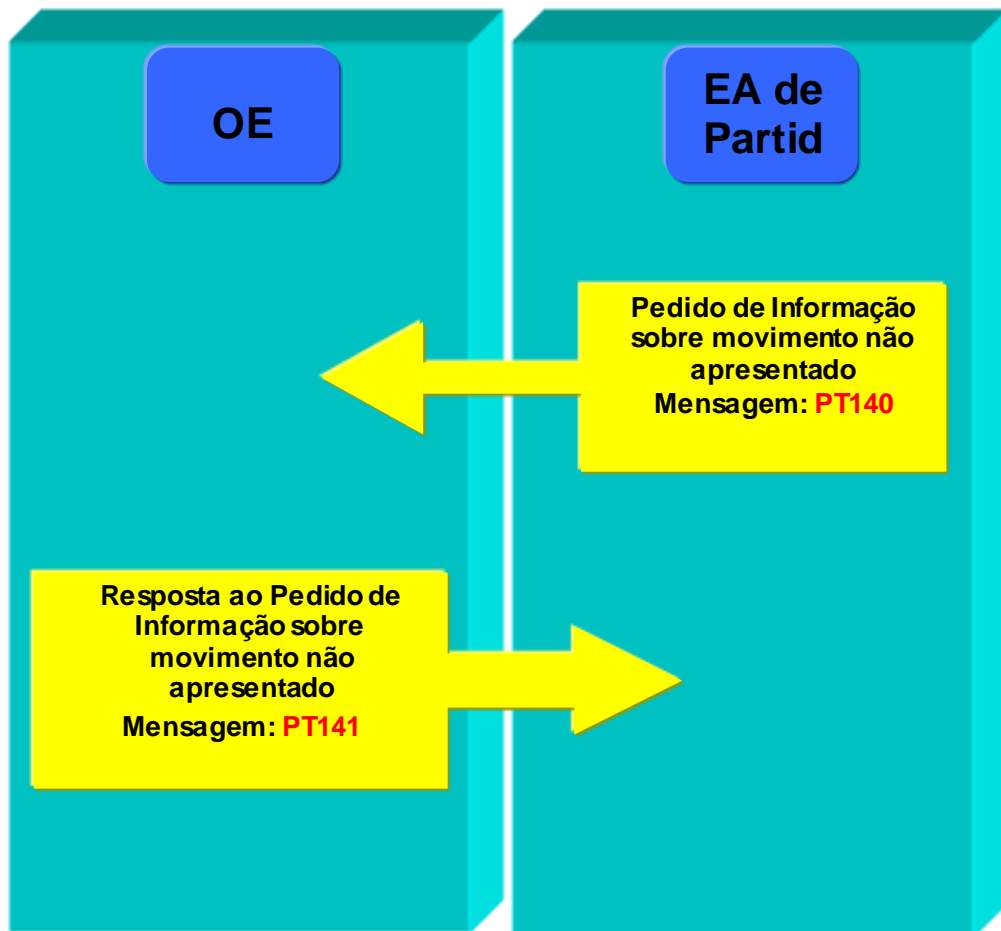 OE
EA de
Partid
Pedido de Informação
sobre movimento não
apresentado
Mensagem: PT140
Resposta ao Pedido de
Informação sobre
movimento não
apresentado
Mensagem: PT141